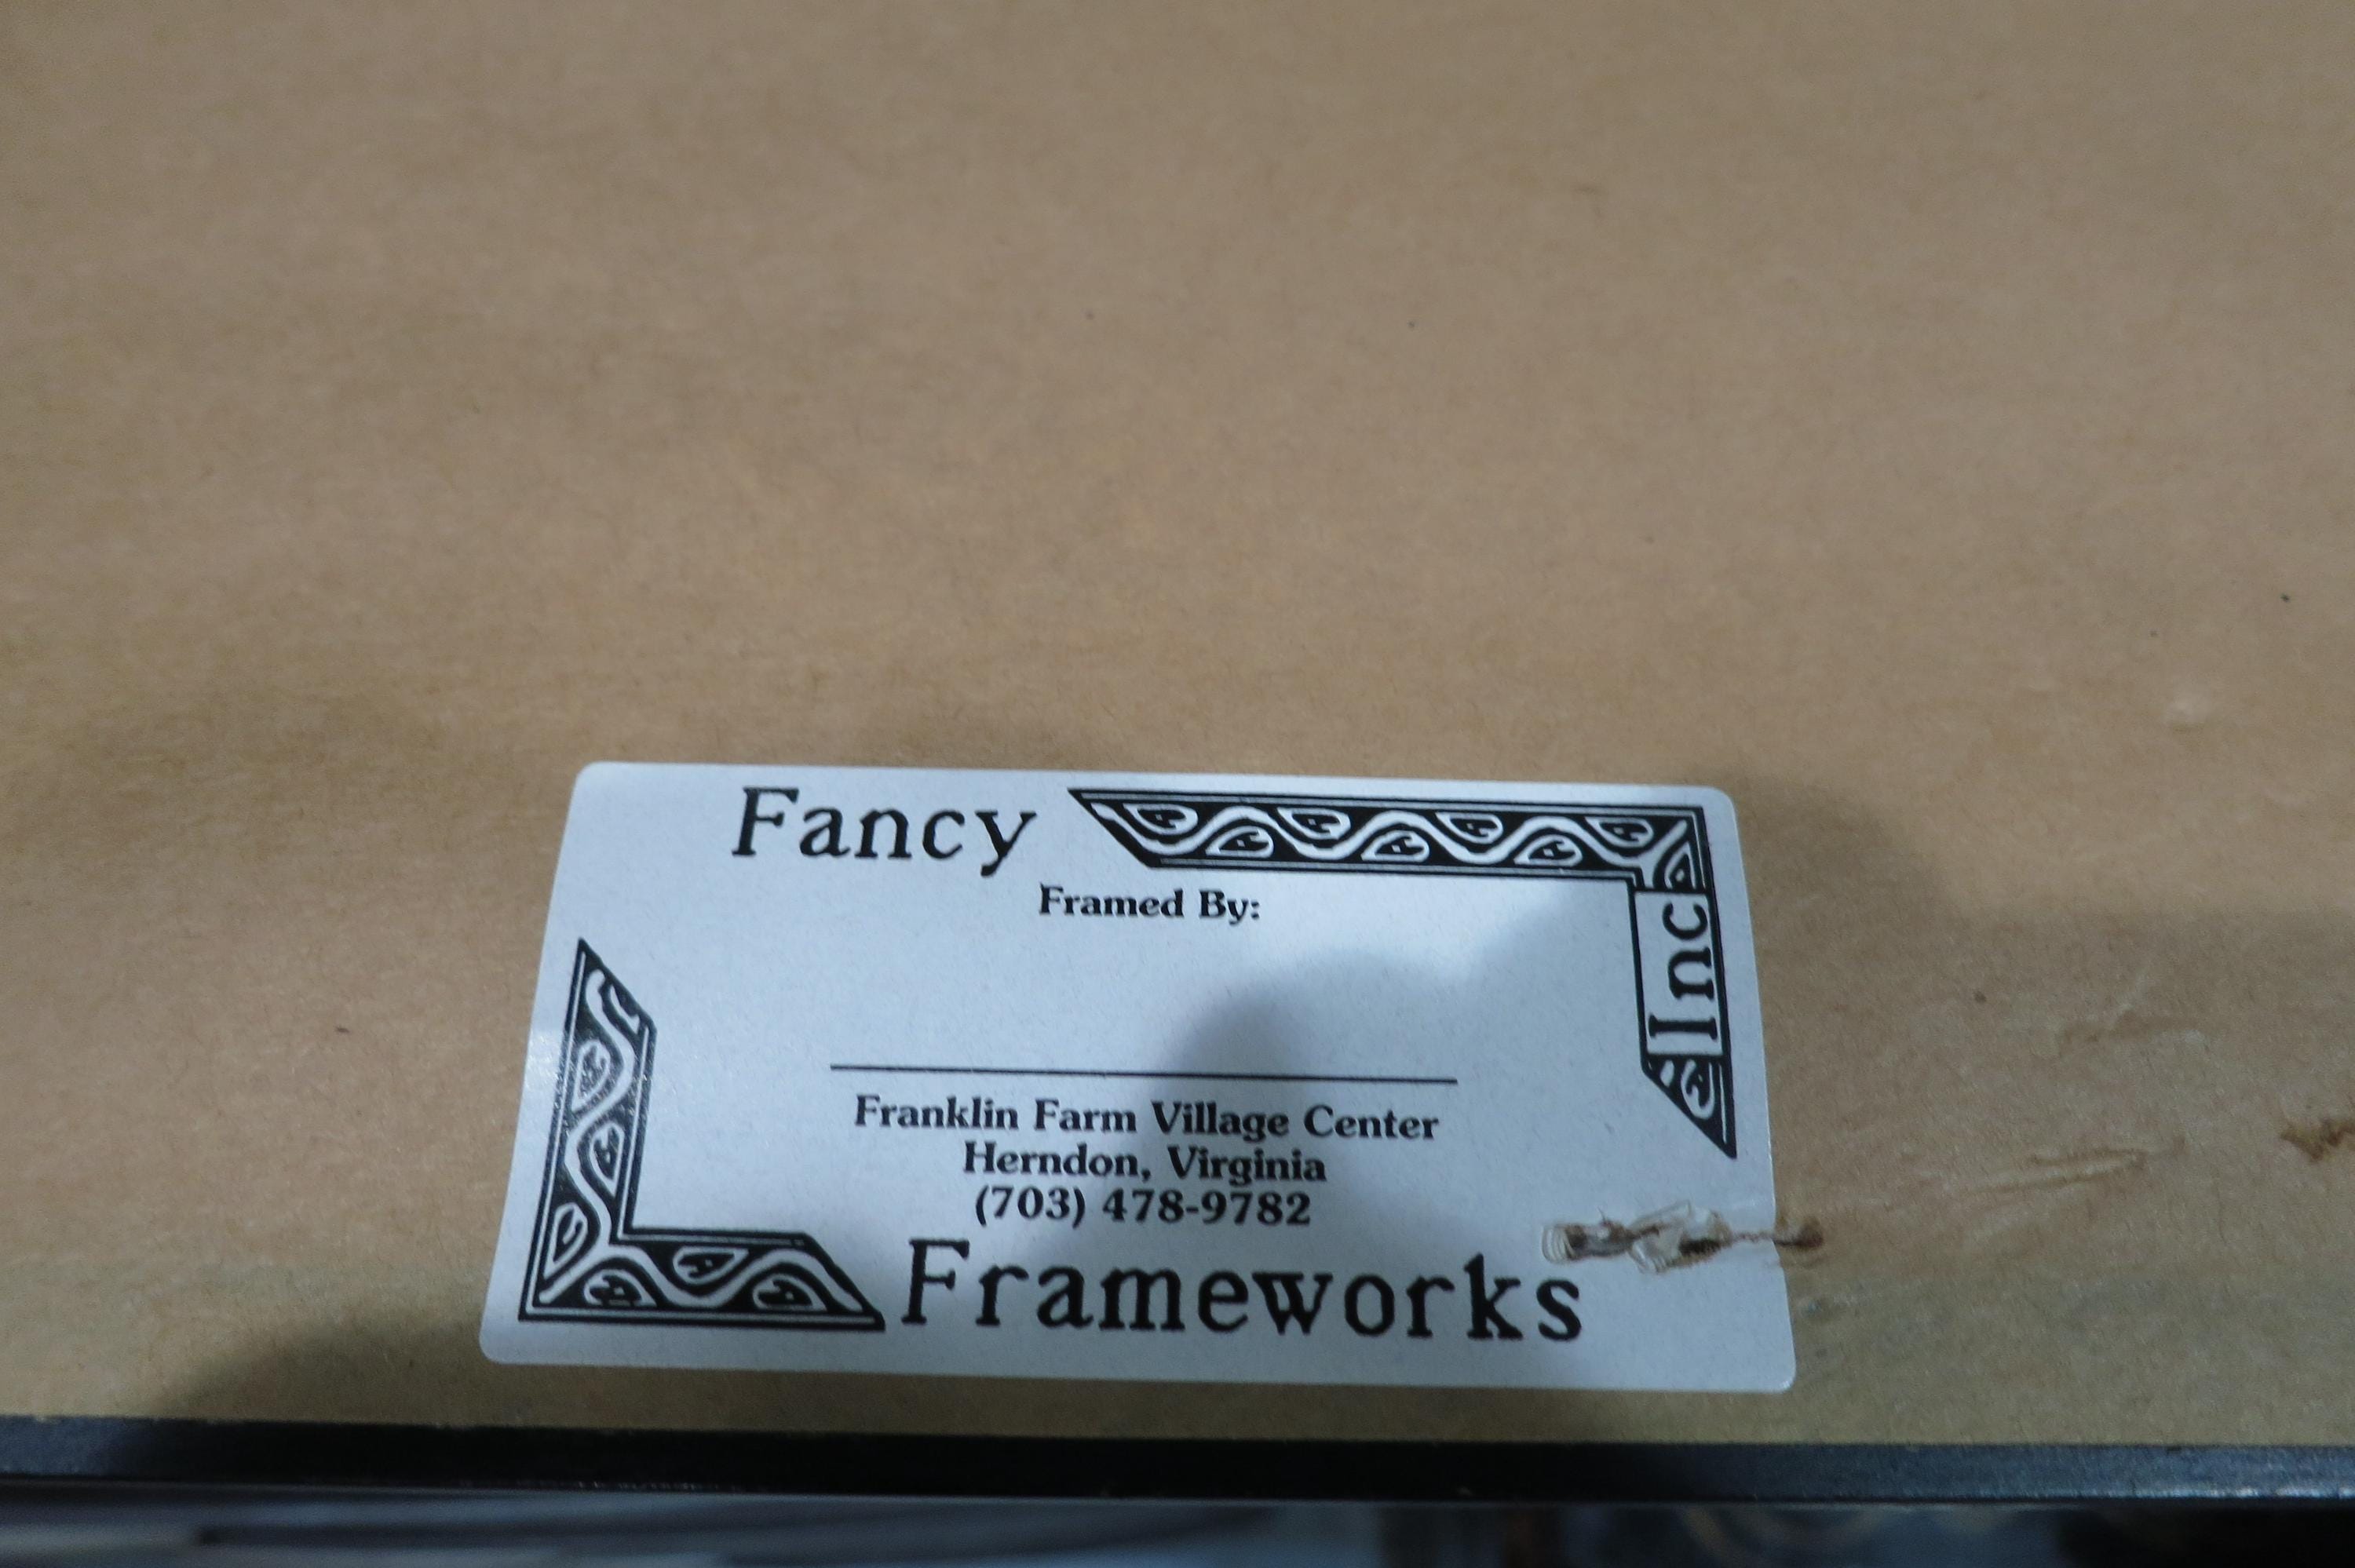 Fancy
Framed By:
Inc
Franklin Farm Village Center
Herndon, Virginia
(703) 478-9782
Frameworks